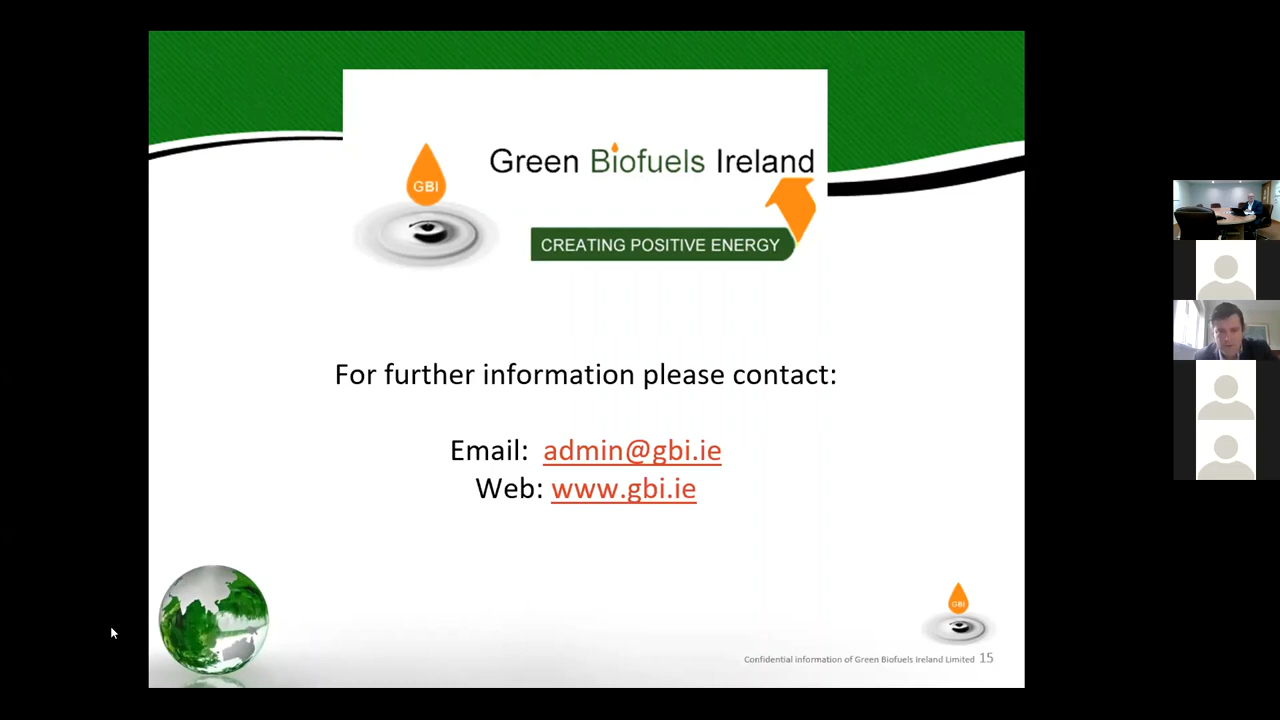 GBI
Green Biofuels Ireland
CREATING POSITIVE ENERGY
For further information please contact:
Email: admin@gbi.ie
Web: www.gbi.ie
GBI
Confidential information of Green Biofuels Ireland Limited 15